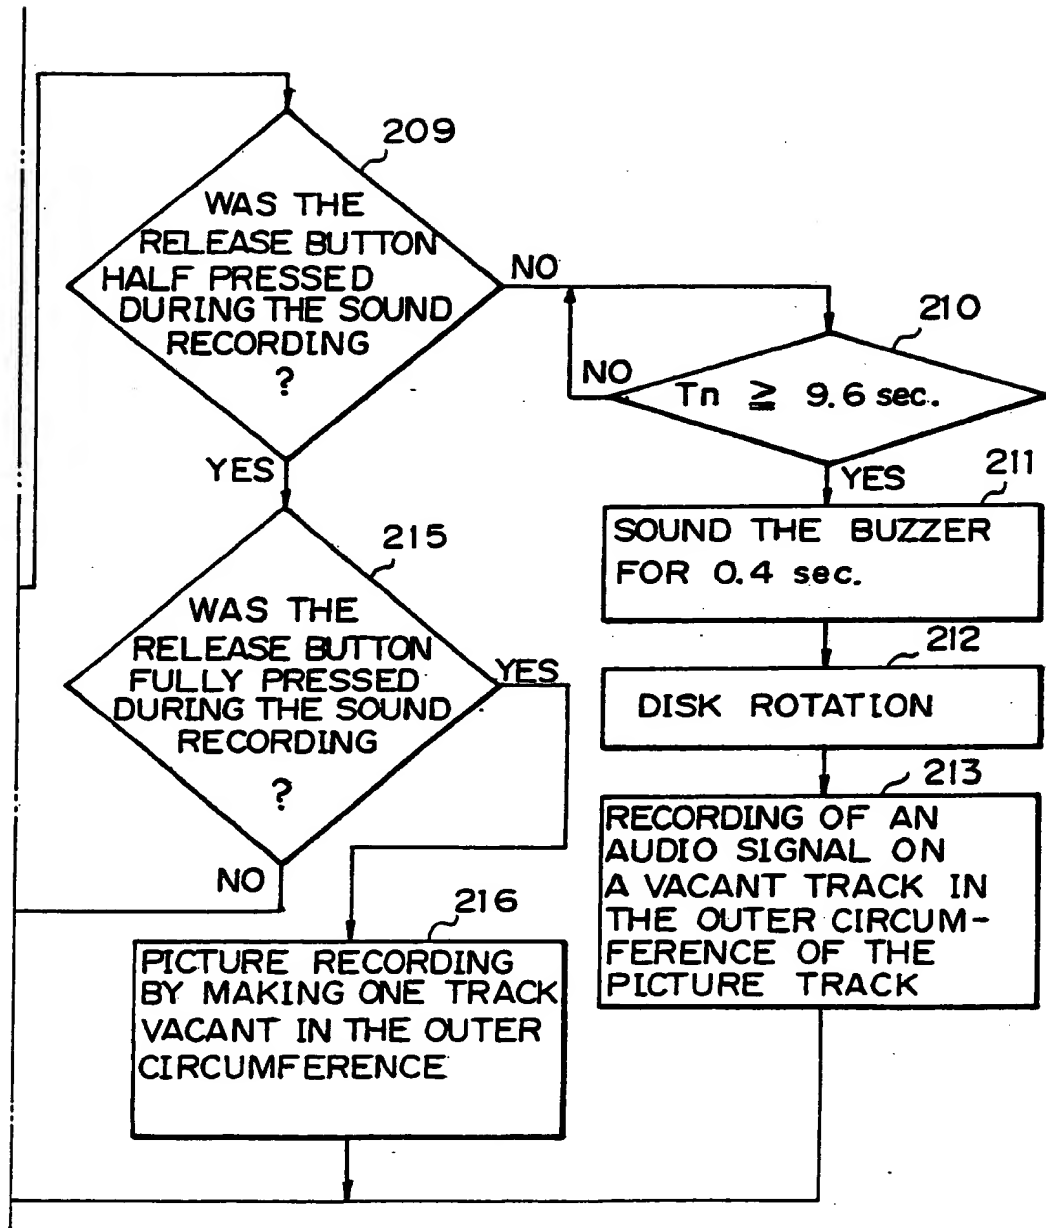 209
WAS THE
RELEASE BUTTON
HALF PRESSED
DURING THE SOUND
RECORDING
?
NO
210
NO
Tn ≧ 9.6 sec.
YES
YES
211
SOUND THE BUZZER
FOR 0.4 sec.
215
WAS THE
RELEASE BUTTON
FULLY PRESSED
DURING THE SOUND
RECORDING
?
YES
NO
212
DISK ROTATION
213
RECORDING OF AN
AUDIO SIGNAL ON
A VACANT TRACK IN
THE OUTER CIRCUM-
FERENCE OF THE
PICTURE TRACK
216
PICTURE RECORDING
BY MAKING ONE TRACK
VACANT IN THE OUTER
CIRCUMFERENCE